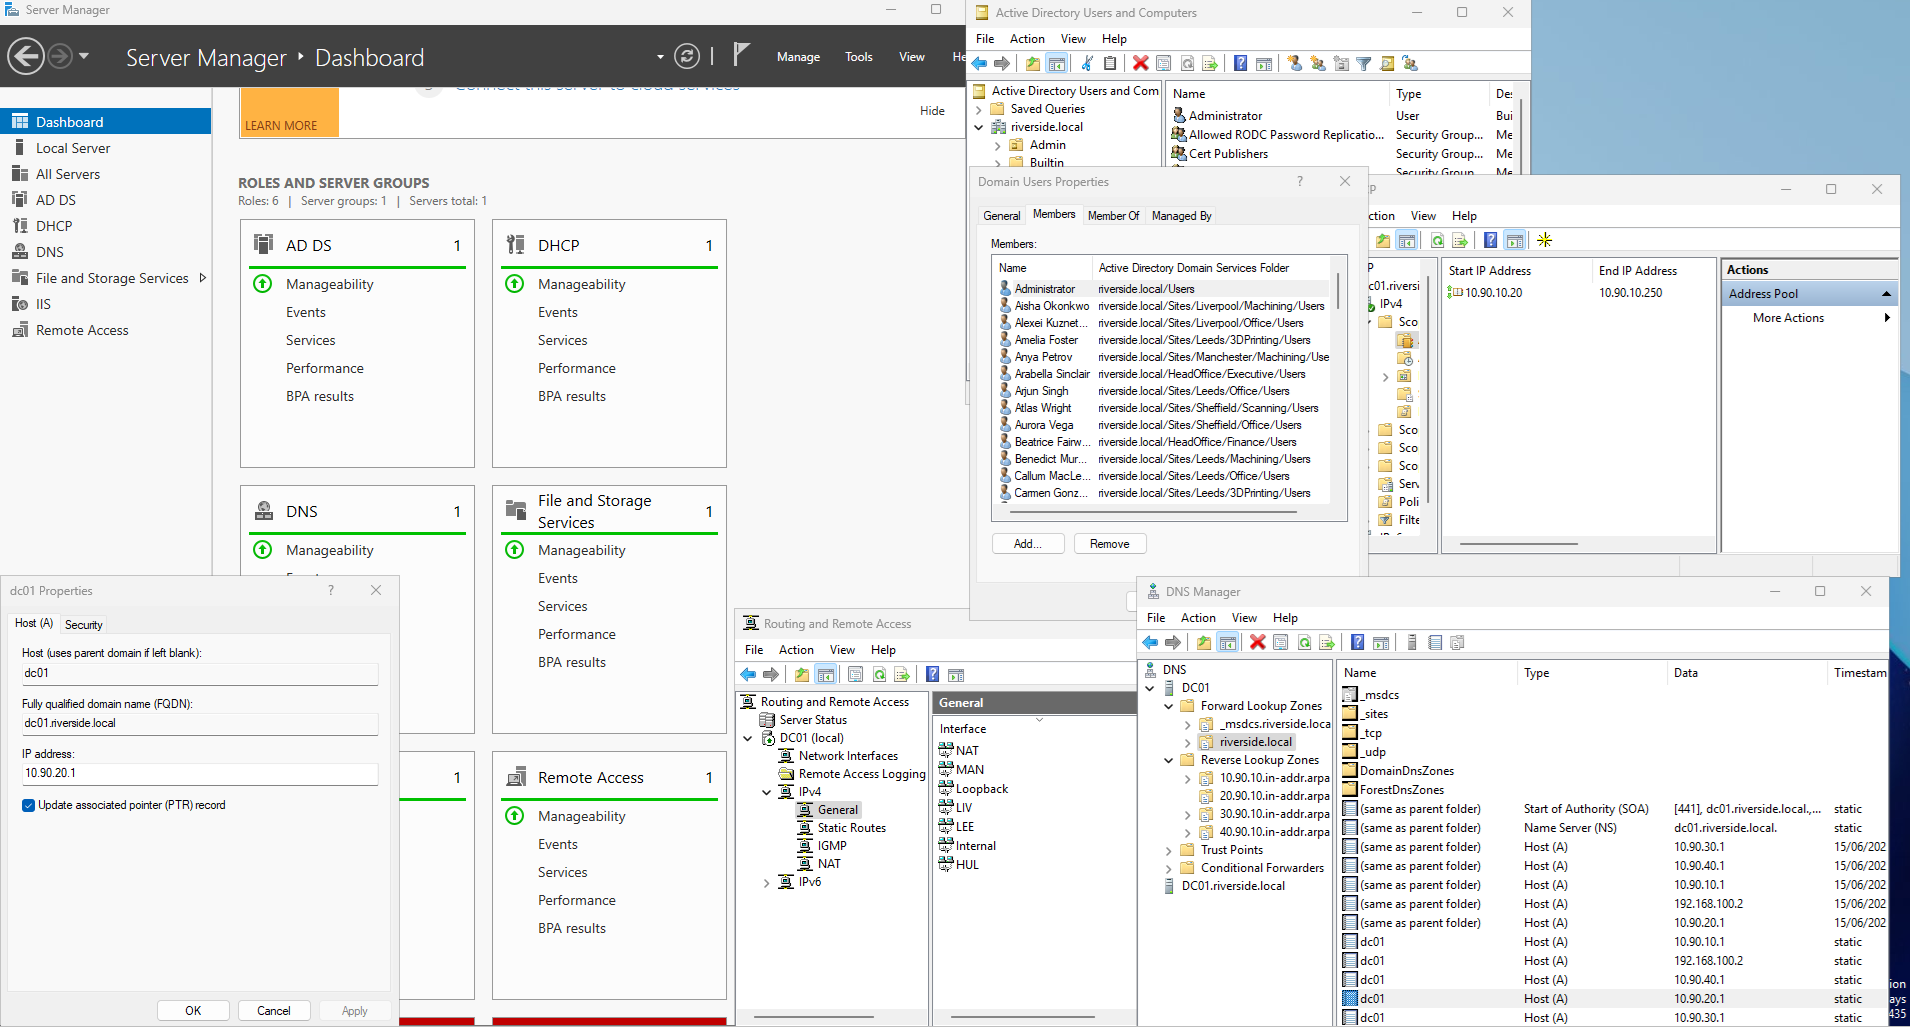 Server Manager
Server Manager
Dashboard
Manage
Tools
View
Dashboard
Local Server
All Servers
AD DS
DHCP
DNS
File and Storage Services
IIS
Remote Access
LEARN MORE
Hide
ROLES AND SERVER GROUPS
Roles: 6 | Server groups: 1 | Servers total: 1
AD DS 1
Manageability
Events
Services
Performance
BPA results
DHCP 1
Manageability
Events
Services
Performance
BPA results
DNS 1
Manageability
File and Storage
Services 1
Manageability
Events
Services
Performance
BPA results
1
Remote Access 1
Manageability
Events
Services
Performance
BPA results
dc01 Properties ?
Host (A) Security
Host (uses parent domain if left blank):
dc01
Fully qualified domain name (FQDN):
dc01.riverside.local
IP address:
10.90.20.1
Update associated pointer (PTR) record
OK Cancel Apply
Active Directory Users and Computers
File Action View Help
Active Directory Users and Com
Saved Queries
riverside.local
Admin
Builtin
Name Type
Administrator User Bui
Allowed RODC Password Replicatio... Security Group... Me
Cert Publishers Security Group... Me
Domain Users Properties ?
General Members Member Of Managed By
Members:
Name Active Directory Domain Services Folder
Administrator riverside.local/Users
Aisha Okonkwo riverside.local/Sites/Liverpool/Machining/Users
Alexei Kuznet... riverside.local/Sites/Liverpool/Office/Users
Amelia Foster riverside.local/Sites/Leeds/3DPrinting/Users
Anya Petrov riverside.local/Sites/Manchester/Machining/Use
Arabella Sinclair riverside.local/HeadOffice/Executive/Users
Arjun Singh riverside.local/Sites/Leeds/Office/Users
Atlas Wright riverside.local/Sites/Sheffield/Scanning/Users
Aurora Vega riverside.local/Sites/Sheffield/Office/Users
Beatrice Fairw... riverside.local/HeadOffice/Finance/Users
Benedict Mur... riverside.local/Sites/Leeds/Machining/Users
Callum MacLe... riverside.local/Sites/Leeds/Office/Users
Carmen Gonz... riverside.local/Sites/Leeds/3DPrinting/Users
Add... Remove
ction View Help
c01.riversi
IPv4
Sco
Sco
Sco
Sco
Serv
Poli
Filte
Start IP Address End IP Address
10.90.10.20 10.90.10.250
Actions
Address Pool
More Actions
Routing and Remote Access
File Action View Help
Routing and Remote Access
Server Status
DC01 (local)
Network Interfaces
Remote Access Logging
IPv4
General
Static Routes
IGMP
NAT
IPv6
General
Interface
NAT
MAN
Loopback
LIV
LEE
Internal
HUL
DNS Manager
File Action View Help
DNS
DC01
Forward Lookup Zones
_msdcs.riverside.loca
riverside.local
Reverse Lookup Zones
10.90.10.in-addr.arpa
20.90.10.in-addr.arpa
30.90.10.in-addr.arpa
40.90.10.in-addr.arpa
Trust Points
Conditional Forwarders
DC01.riverside.local
Name Type Data Timestam
_msdcs
_sites
_tcp
_udp
DomainDnsZones
ForestDnsZones
(same as parent folder) Start of Authority (SOA) [441], dc01.riverside.local.,... static
(same as parent folder) Name Server (NS) dc01.riverside.local. static
(same as parent folder) Host (A) 10.90.30.1 15/06/202
(same as parent folder) Host (A) 10.90.40.1 15/06/202
(same as parent folder) Host (A) 10.90.10.1 15/06/202
(same as parent folder) Host (A) 192.168.100.2 15/06/202
(same as parent folder) Host (A) 10.90.20.1 15/06/202
dc01 Host (A) 10.90.10.1 static
dc01 Host (A) 192.168.100.2 static
dc01 Host (A) 10.90.40.1 static
dc01 Host (A) 10.90.20.1 static
dc01 Host (A) 10.90.30.1 static
ion
ays
435